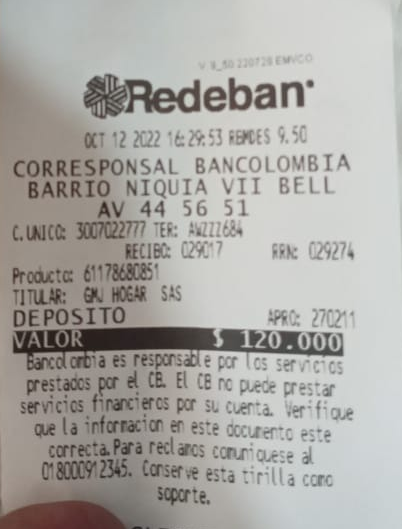 V 9_50 220728 EMVCO
Redeban
OCT 12 2022 16:29:53 REMDES 9.50
CORRESPONSAL BANCOLOMBIA
BARRIO NIQUIA VII BELL
AV 44 56 51
C.UNICO: 3007022777 TER: AWZZZ684
RECIBO: 029017 RRN: 029274
Producto: 61178680851
TITULAR: GMJ HOGAR SAS
DEPOSITO APRO: 270211
VALOR $ 120.000
Bancolombia es responsable por los servicios
prestados por el CB. El CB no puede prestar
servicios financieros por su cuenta. Verifique
que la informacion en este documento este
correcta. Para reclamos comuniquese al
018000912345. Conserve esta tirilla como
soporte.